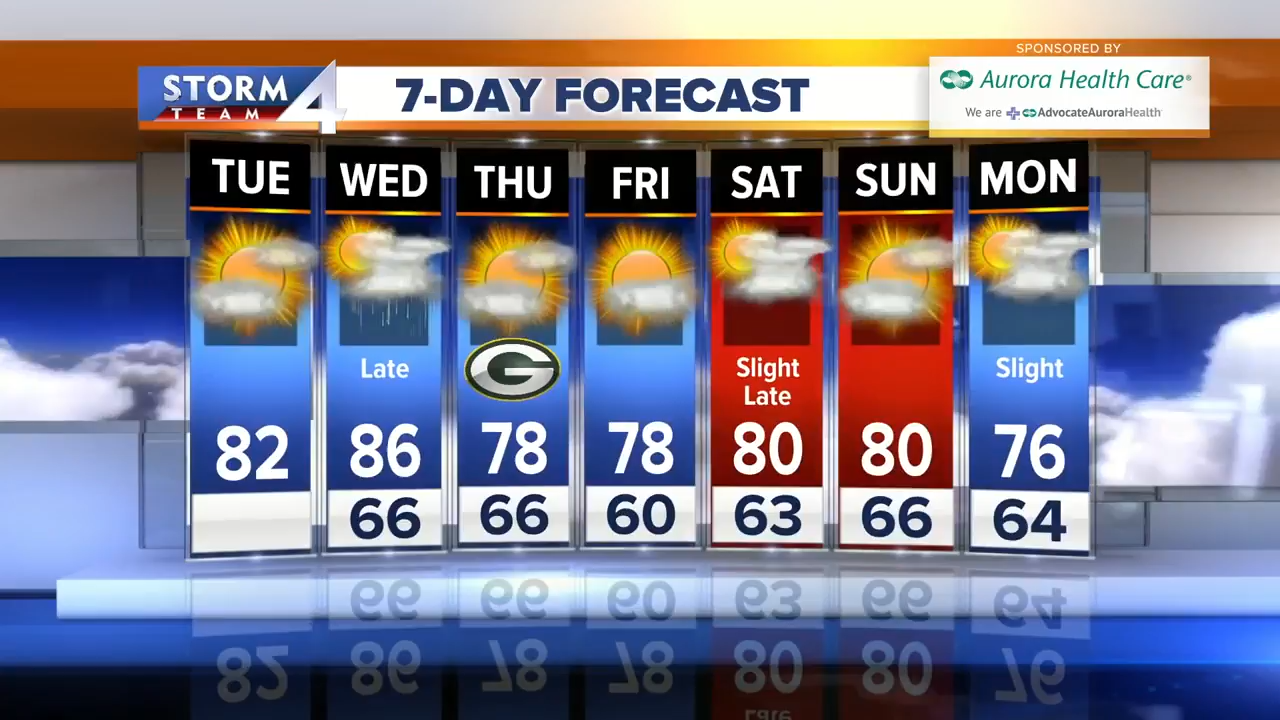 SPONSORED BY
STORM
TEAM 4
7-DAY FORECAST
Aurora Health Care®
We are AdvocateAuroraHealth
TUE WED THU FRI SAT SUN MON
Late G Slight Slight
Late
82 86 78 78 80 80 76
66 66 60 63 66 64